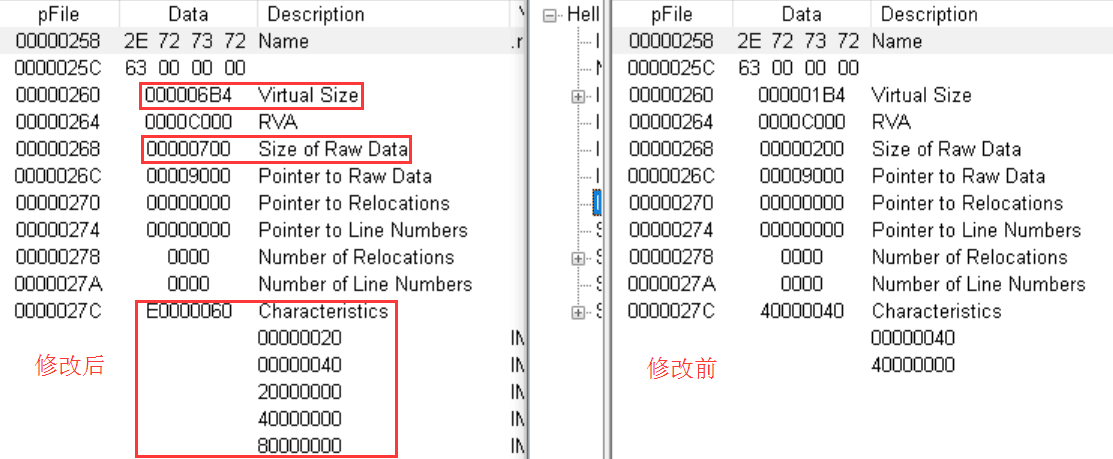 pFile Data Description
00000258 2E 72 73 72 Name .r
0000025C 63 00 00 00
00000260 000006B4 Virtual Size
00000264 0000C000 RVA
00000268 00000700 Size of Raw Data
0000026C 00009000 Pointer to Raw Data
00000270 00000000 Pointer to Relocations
00000274 00000000 Pointer to Line Numbers
00000278 0000 Number of Relocations
0000027A 0000 Number of Line Numbers
0000027C E0000060 Characteristics
00000020 IN
00000040 IN
20000000 IN
40000000 IN
80000000 IN
修改后
Hell
pFile Data Description
00000258 2E 72 73 72 Name
0000025C 63 00 00 00
00000260 000001B4 Virtual Size
00000264 0000C000 RVA
00000268 00000200 Size of Raw Data
0000026C 00009000 Pointer to Raw Data
00000270 00000000 Pointer to Relocations
00000274 00000000 Pointer to Line Numbers
00000278 0000 Number of Relocations
0000027A 0000 Number of Line Numbers
0000027C 40000040 Characteristics
00000040
40000000
修改前